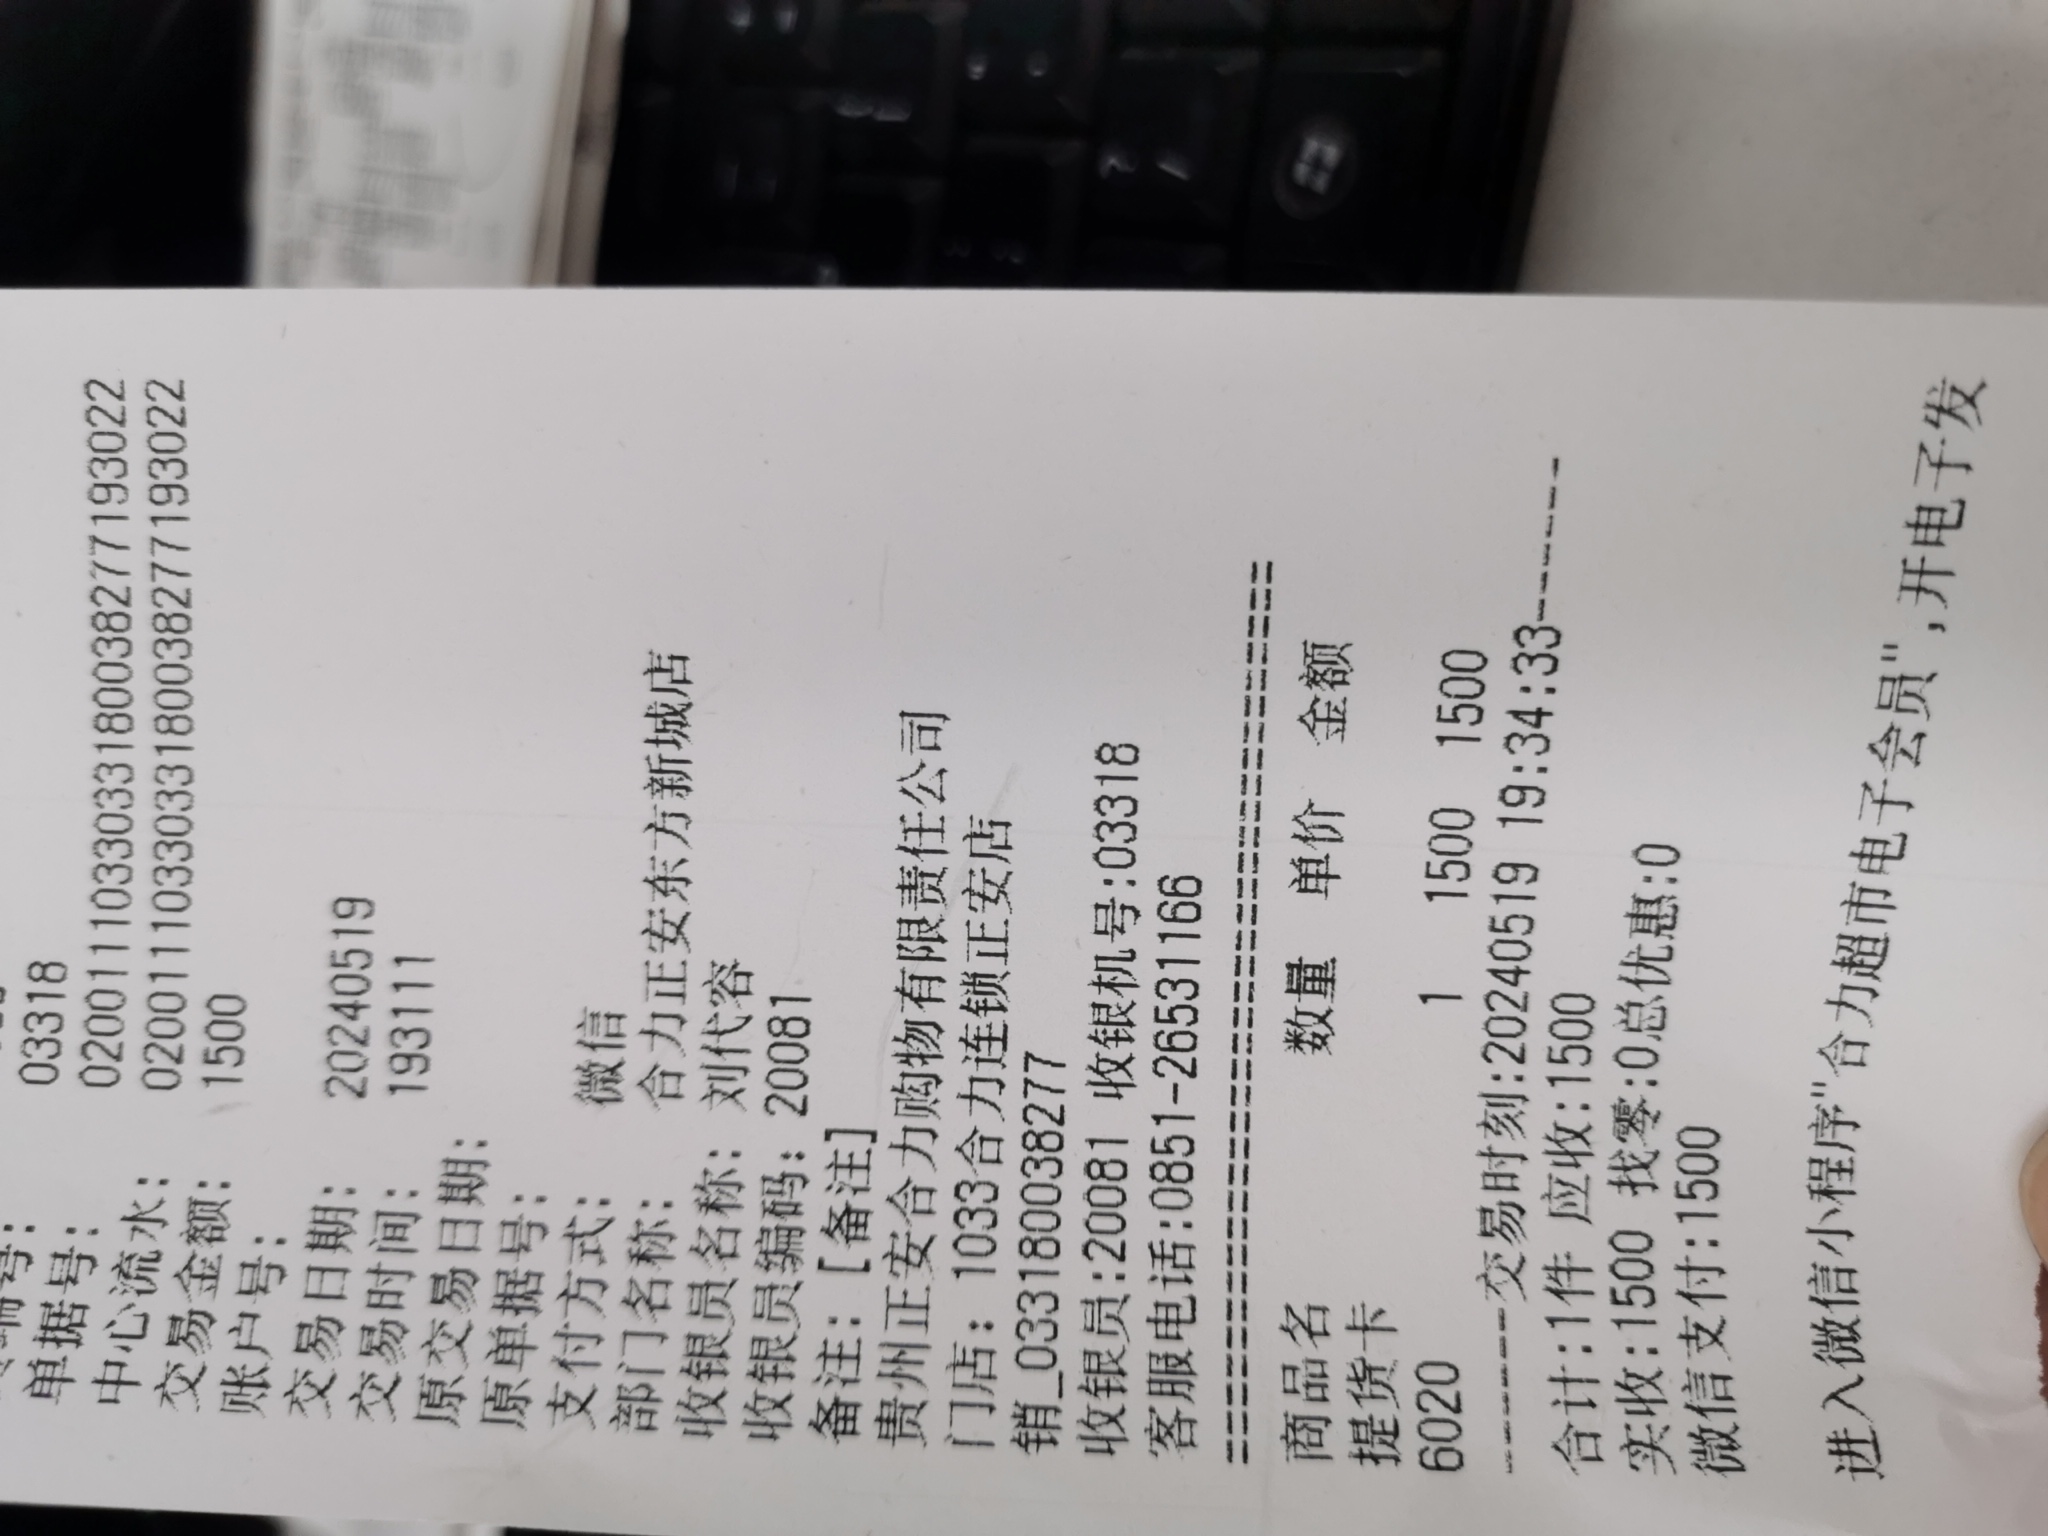 端号: 03318
单据号: 0200111033033180038277193022
中心流水: 0200111033033180038277193022
交易金额: 1500
账户号:
交易日期: 20240519
交易时间: 193111
原交易日期:
原单据号:
支付方式: 微信
部门名称: 合力正安东方新城店
收银员名称: 刘代容
收银员编码: 20081
备注: [备注]
贵州正安合力购物有限责任公司
门店: 1033合力连锁正安店
销_033180038277
收银员:20081 收银机号:03318
客服电话:0851-26531166
================================
商品名 数量 单价 金额
提货卡
6020 1 1500 1500
------交易时刻:20240519 19:34:33------
合计:1件 应收:1500
实收:1500 找零:0总优惠:0
微信支付:1500
进入微信小程序"合力超市电子会员",开电子发